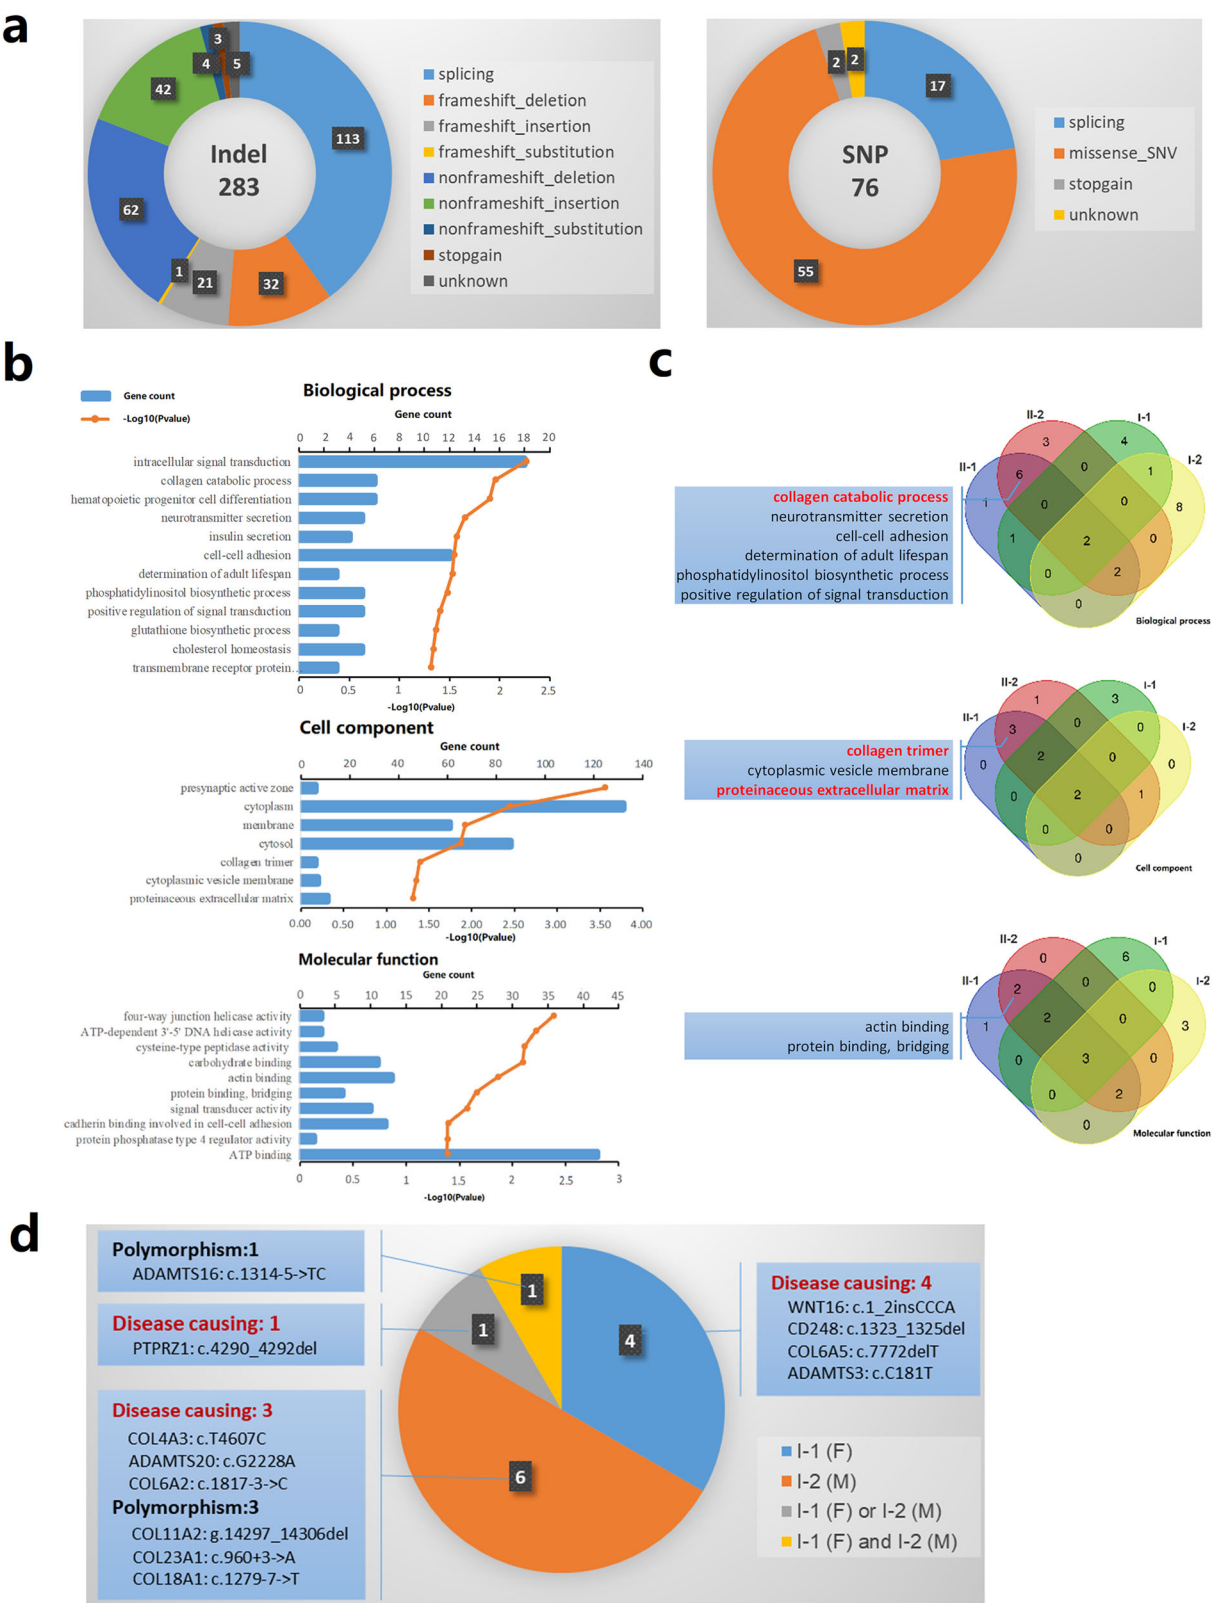 a
3
4
5
42
113
Indel
283
62
1
21
32
splicing
frameshift_deletion
frameshift_insertion
frameshift_substitution
nonframeshift_deletion
nonframeshift_insertion
nonframeshift_substitution
stopgain
unknown
2
2
17
SNP
76
55
splicing
missense_SNV
stopgain
unknown
b
Gene count
-Log10(Pvalue)
Biological process
Gene count
0 2 4 6 8 10 12 14 16 18 20
intracellular signal transduction
collagen catabolic process
hematopoietic progenitor cell differentiation
neurotransmitter secretion
insulin secretion
cell-cell adhesion
determination of adult lifespan
phosphatidylinositol biosynthetic process
positive regulation of signal transduction
glutathione biosynthetic process
cholesterol homeostasis
transmembrane receptor protein...
0 0.5 1 1.5 2 2.5
-Log10(Pvalue)
Cell component
Gene count
0 20 40 60 80 100 120 140
presynaptic active zone
cytoplasm
membrane
cytosol
collagen trimer
cytoplasmic vesicle membrane
proteinaceous extracellular matrix
0.00 0.50 1.00 1.50 2.00 2.50 3.00 3.50 4.00
-Log10(Pvalue)
Molecular function
Gene count
0 5 10 15 20 25 30 35 40 45
four-way junction helicase activity
ATP-dependent 3'-5' DNA helicase activity
cysteine-type peptidase activity
carbohydrate binding
actin binding
protein binding, bridging
signal transducer activity
cadherin binding involved in cell-cell adhesion
protein phosphatase type 4 regulator activity
ATP binding
0 0.5 1 1.5 2 2.5 3
-Log10(Pvalue)
c
II-2 I-1
II-1 I-2
3 4
6 0 1
1 0 0 8
1 2 0
0 2
0
collagen catabolic process
neurotransmitter secretion
cell-cell adhesion
determination of adult lifespan
phosphatidylinositol biosynthetic process
positive regulation of signal transduction
Biological process
II-2 I-1
II-1 I-2
1 3
3 0 0
0 2 0 0
0 2 1
0 0
0
collagen trimer
cytoplasmic vesicle membrane
proteinaceous extracellular matrix
Cell compoent
II-2 I-1
II-1 I-2
0 6
2 0 0
1 2 0 3
0 3 0
0 2
0
actin binding
protein binding, bridging
Molecular function
d
Polymorphism:1
ADAMTS16: c.1314-5->TC
Disease causing: 1
PTPRZ1: c.4290_4292del
Disease causing: 3
COL4A3: c.T4607C
ADAMTS20: c.G2228A
COL6A2: c.1817-3->C
Polymorphism:3
COL11A2: g.14297_14306del
COL23A1: c.960+3->A
COL18A1: c.1279-7->T
1
1
4
6
Disease causing: 4
WNT16: c.1_2insCCCA
CD248: c.1323_1325del
COL6A5: c.7772delT
ADAMTS3: c.C181T
I-1 (F)
I-2 (M)
I-1 (F) or I-2 (M)
I-1 (F) and I-2 (M)